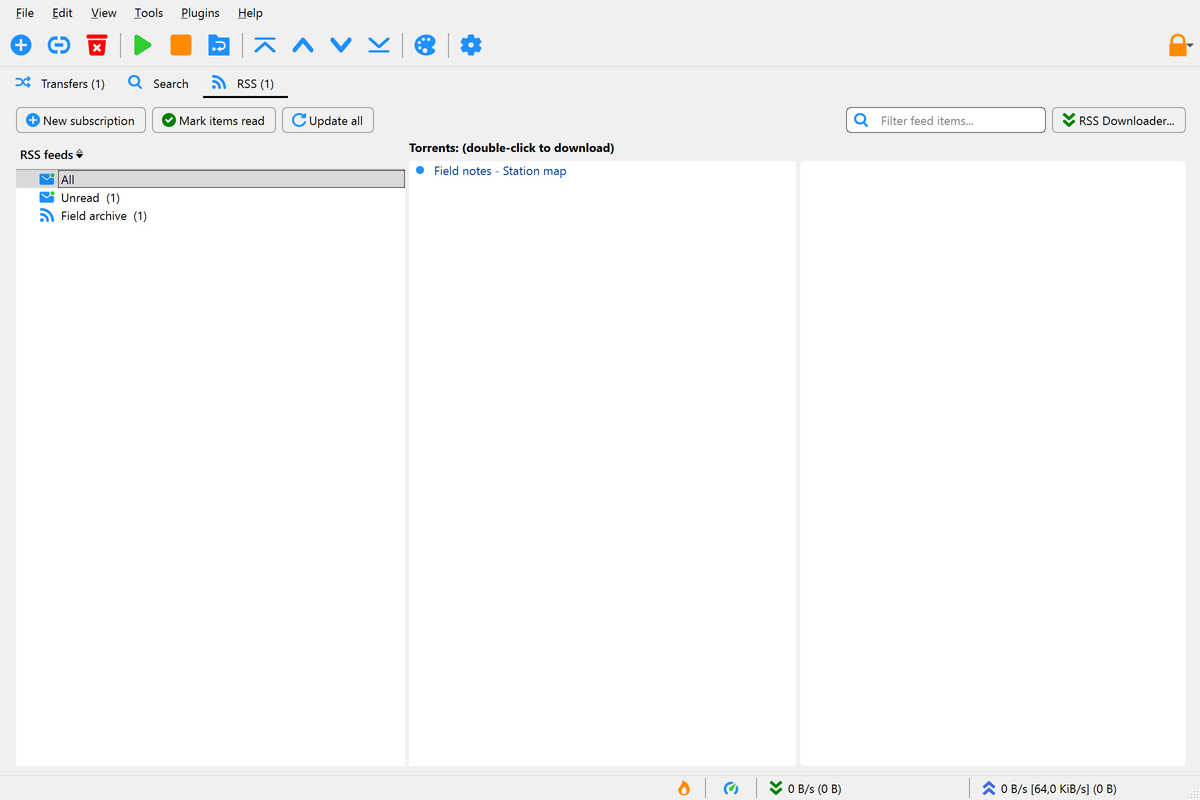 File Edit View Tools Plugins Help
Transfers (1) Search RSS (1)
New subscription Mark items read Update all Filter feed items... RSS Downloader...
RSS feeds
Torrents: (double-click to download)
All
Unread (1)
Field archive (1)
Field notes - Station map
0 B/s (0 B) 0 B/s [64,0 KiB/s] (0 B)